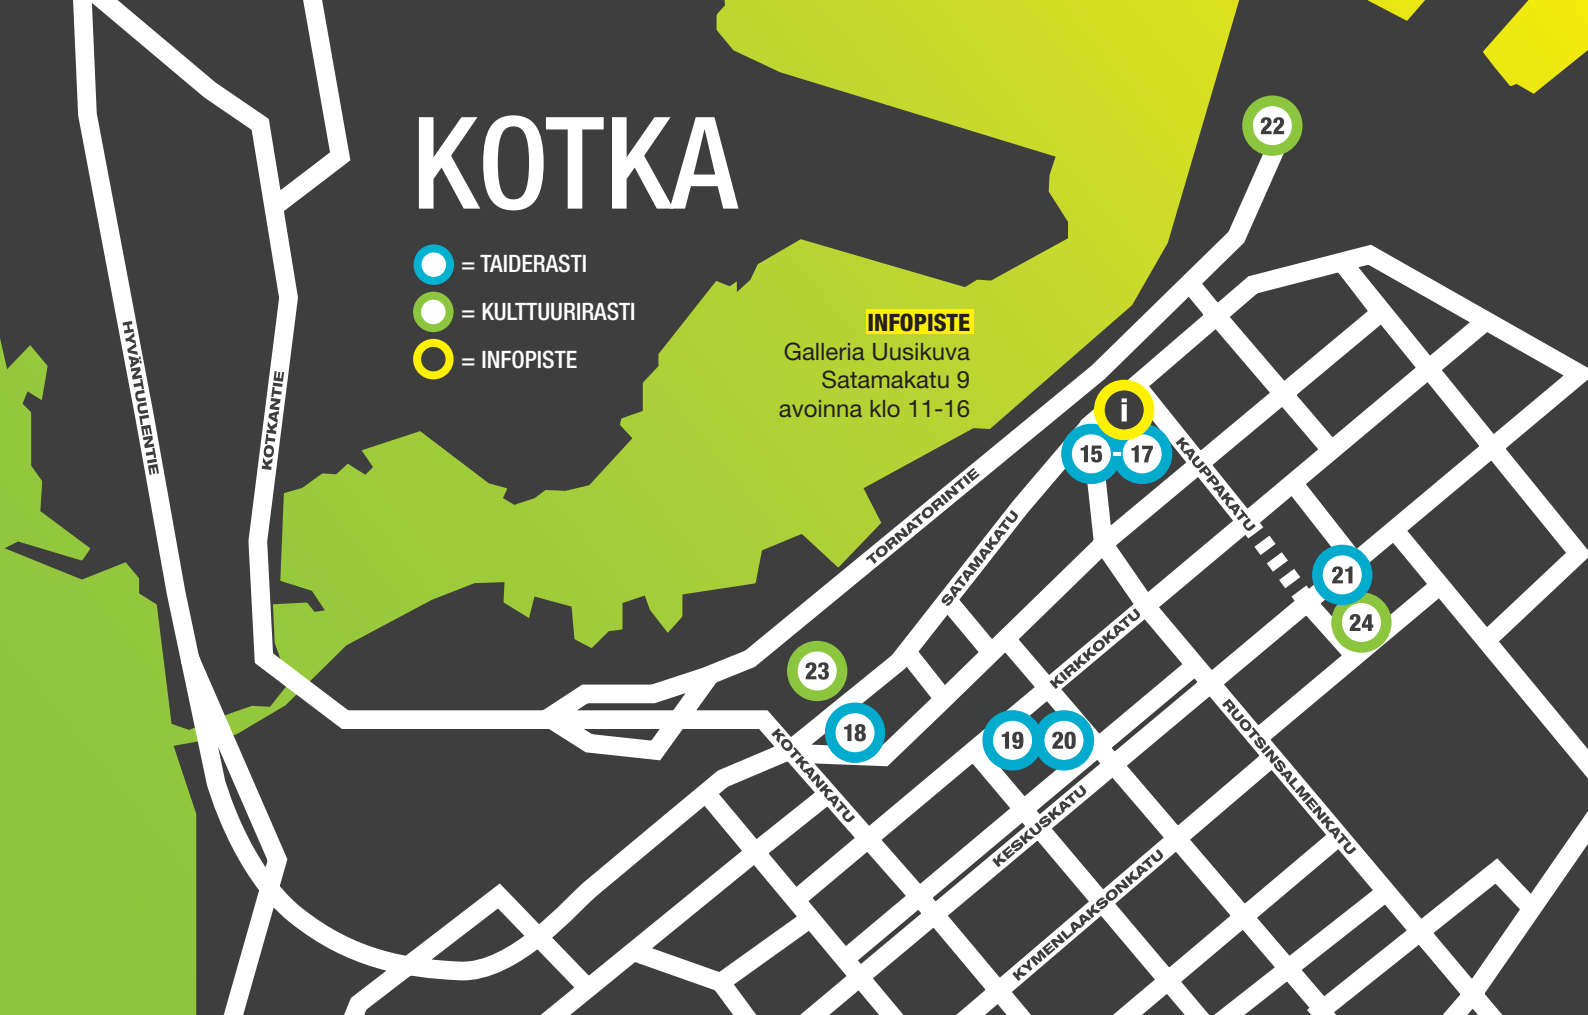 KOTKA
= TAIDERASTI
= KULTTUURIRASTI
= INFOPISTE
INFOPISTE
Galleria Uusikuva
Satamakatu 9
avoinna klo 11-16
22
i
15-17
HYVÄNTUULENTIE
KOTKANTIE
TORNATORINTIE
SATAMAKATU
KAUPPAKATU
21
24
KIRKKOKATU
23
18
19
20
KOTKANKATU
RUOTSINSALMENKATU
KESKUSKATU
KYMENLAAKSONKATU